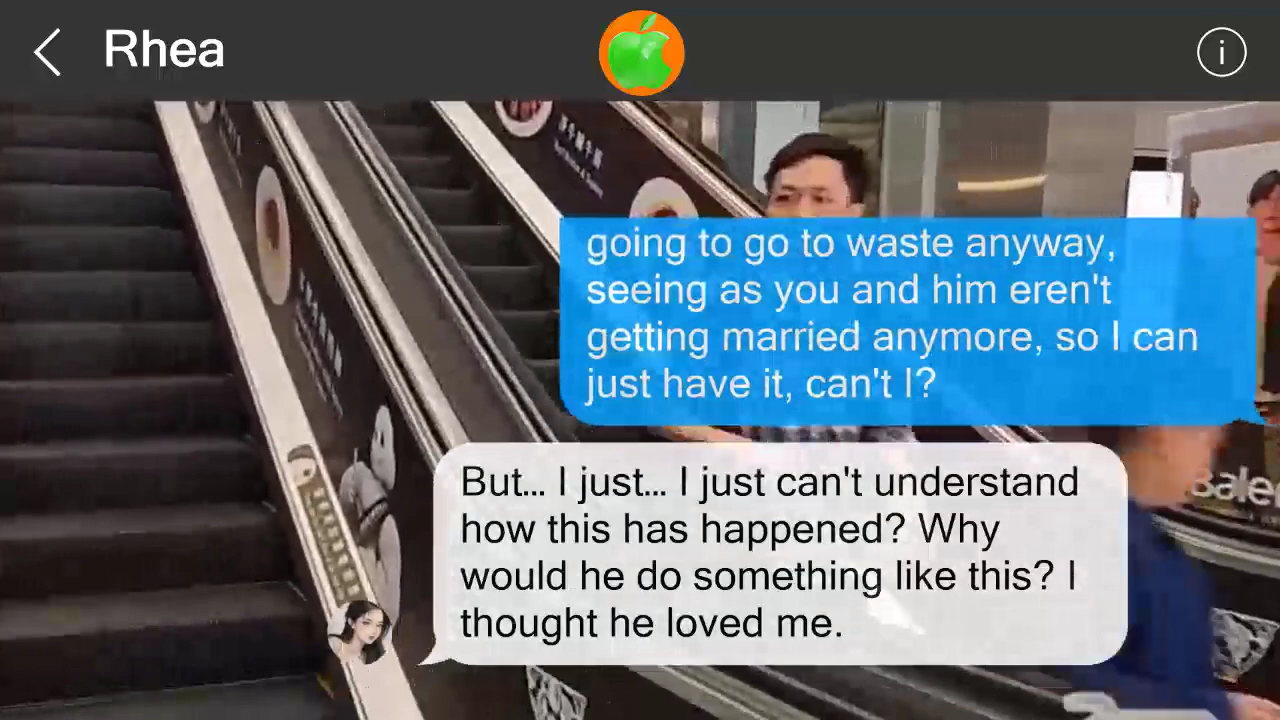 Rhea
i
going to go to waste anyway,
seeing as you and him eren't
getting married anymore, so I can
just have it, can't I?
But... I just... I just can't understand
how this has happened? Why
would he do something like this? I
thought he loved me.
Sale